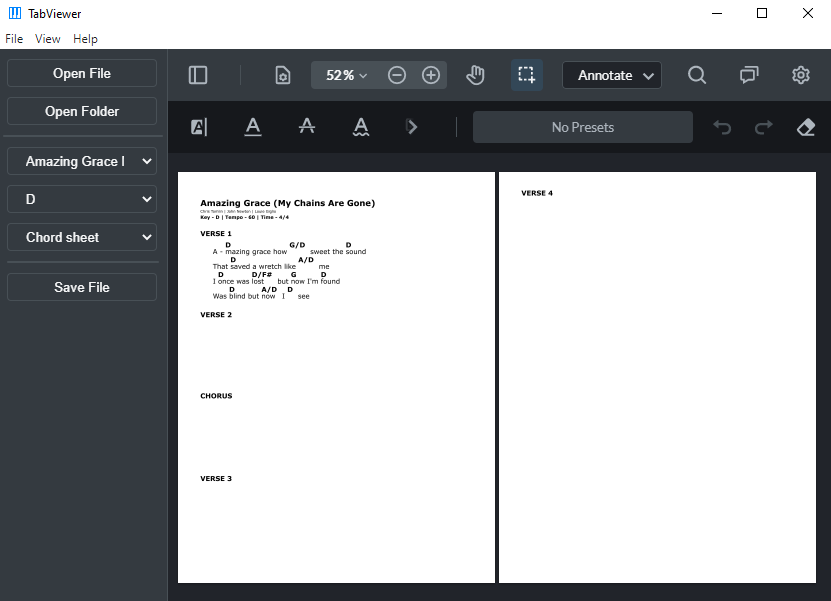 TabViewer
File View Help
Open File
Open Folder
Amazing Grace I
D
Chord sheet
Save File
52%
Annotate
No Presets
Amazing Grace (My Chains Are Gone)
Chris Tomlin | John Newton | Louie Giglio
Key - D | Tempo - 60 | Time - 4/4
VERSE 1
D G/D D
A - mazing grace how sweet the sound
D A/D
That saved a wretch like me
D D/F# G D
I once was lost but now I'm found
D A/D D
Was blind but now I see
VERSE 2
CHORUS
VERSE 3
VERSE 4